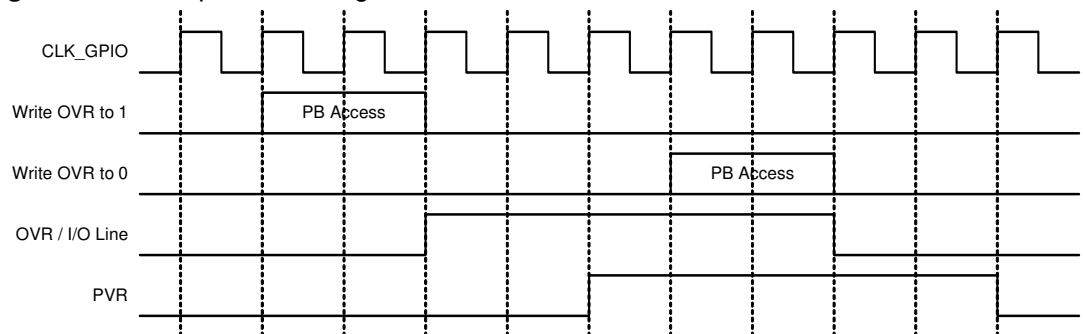 CLK_GPIO
Write OVR to 1
PB Access
Write OVR to 0
PB Access
OVR / I/O Line
PVR